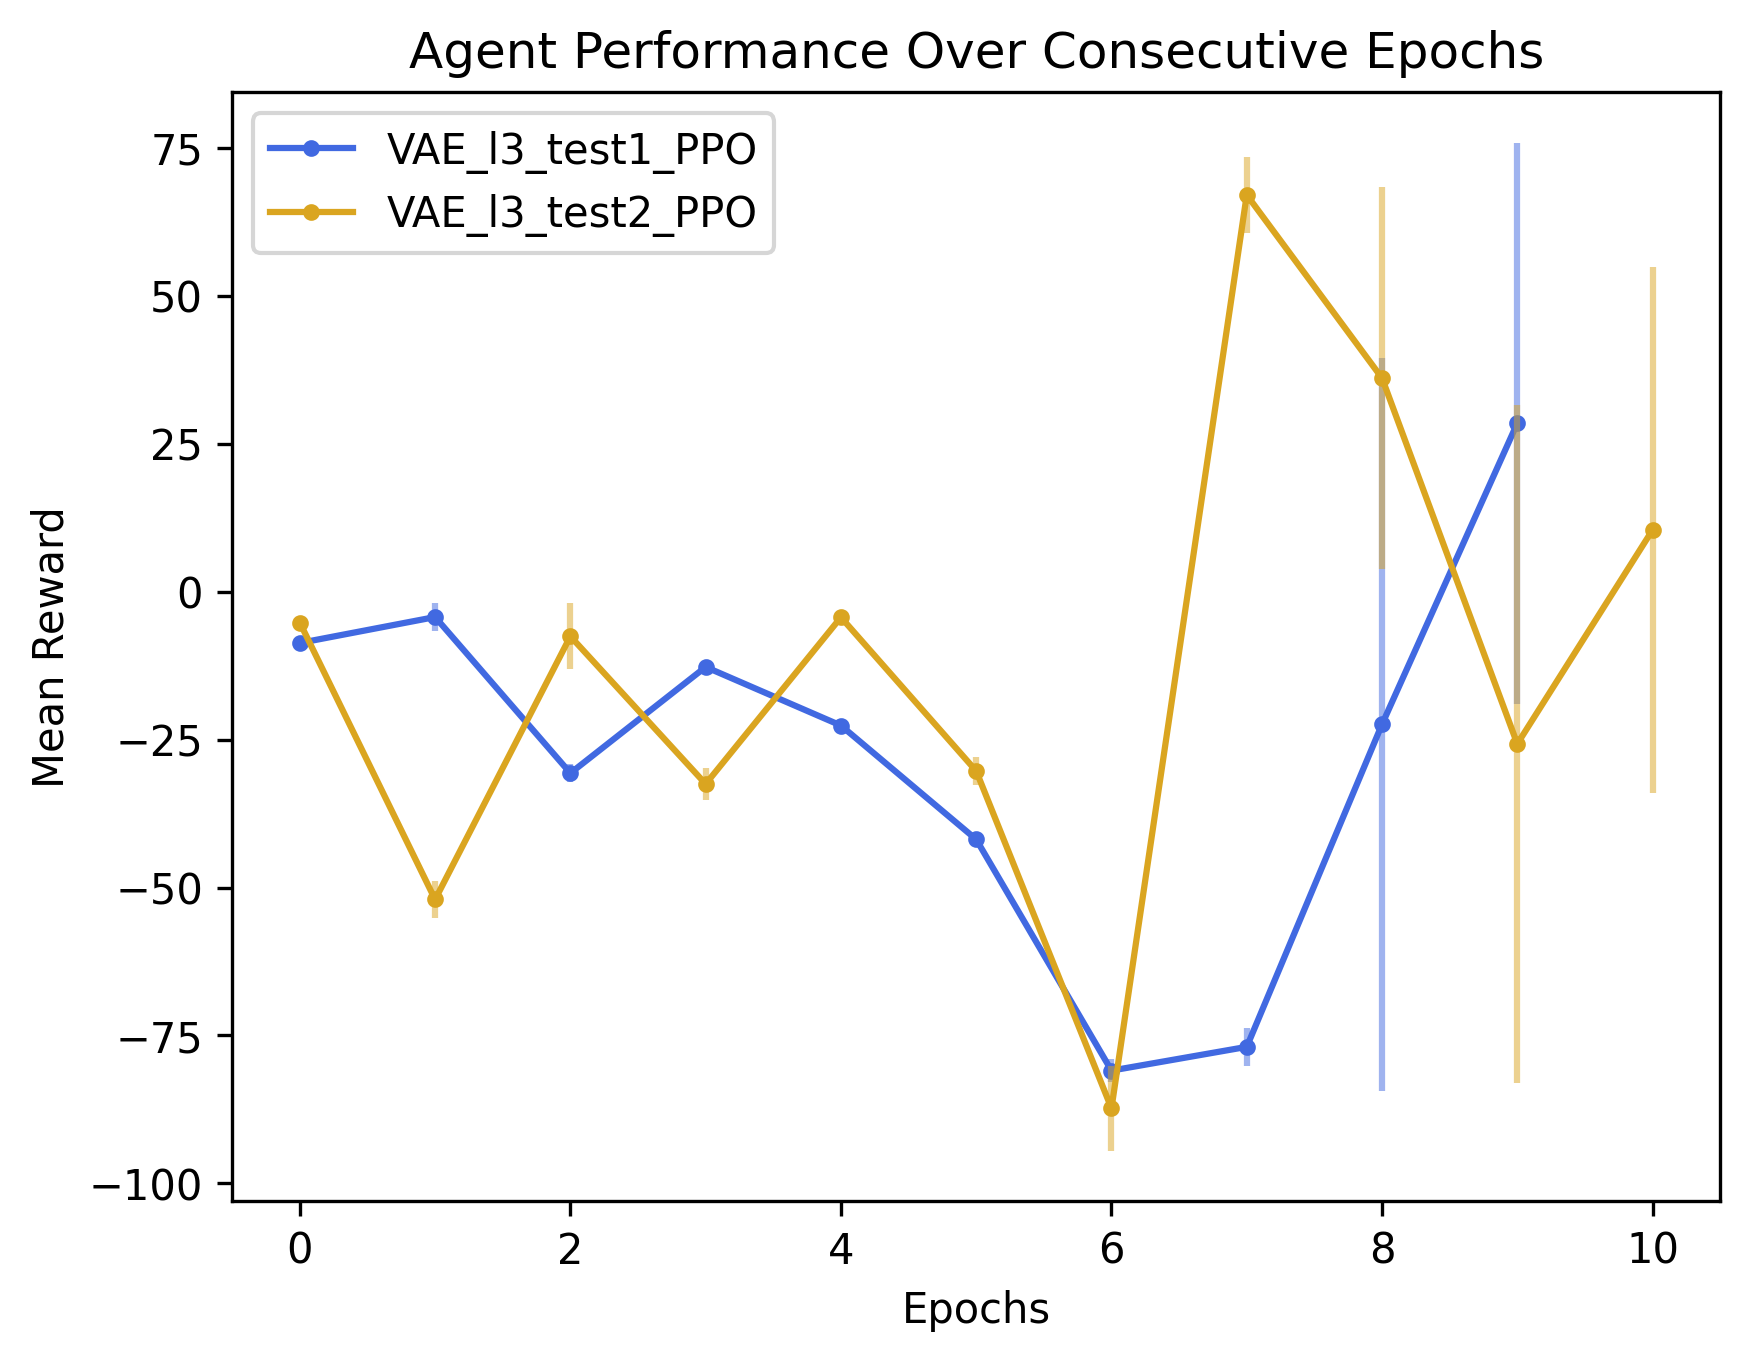 Agent Performance Over Consecutive Epochs
VAE_l3_test1_PPO
VAE_l3_test2_PPO
75
50
25
0
−25
−50
−75
−100
Mean Reward
0 2 4 6 8 10
Epochs